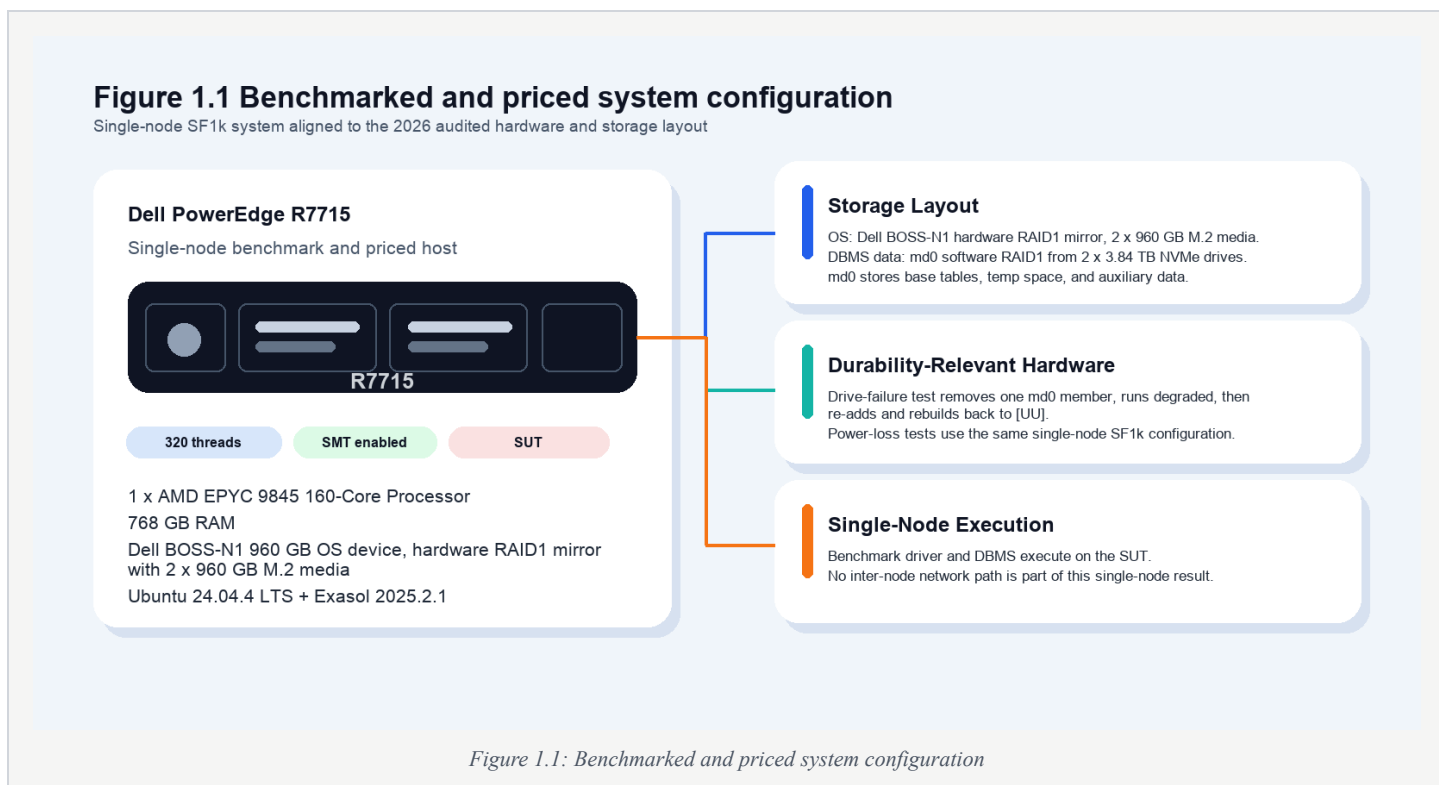 Figure 1.1 Benchmarked and priced system configuration
Single-node SF1k system aligned to the 2026 audited hardware and storage layout
Dell PowerEdge R7715
Single-node benchmark and priced host
R7715
320 threads
SMT enabled
SUT
1 x AMD EPYC 9845 160-Core Processor
768 GB RAM
Dell BOSS-N1 960 GB OS device, hardware RAID1 mirror
with 2 x 960 GB M.2 media
Ubuntu 24.04.4 LTS + Exasol 2025.2.1
Storage Layout
OS: Dell BOSS-N1 hardware RAID1 mirror, 2 x 960 GB M.2 media.
DBMS data: md0 software RAID1 from 2 x 3.84 TB NVMe drives.
md0 stores base tables, temp space, and auxiliary data.
Durability-Relevant Hardware
Drive-failure test removes one md0 member, runs degraded, then
re-adds and rebuilds back to [UU].
Power-loss tests use the same single-node SF1k configuration.
Single-Node Execution
Benchmark driver and DBMS execute on the SUT.
No inter-node network path is part of this single-node result.
Figure 1.1: Benchmarked and priced system configuration